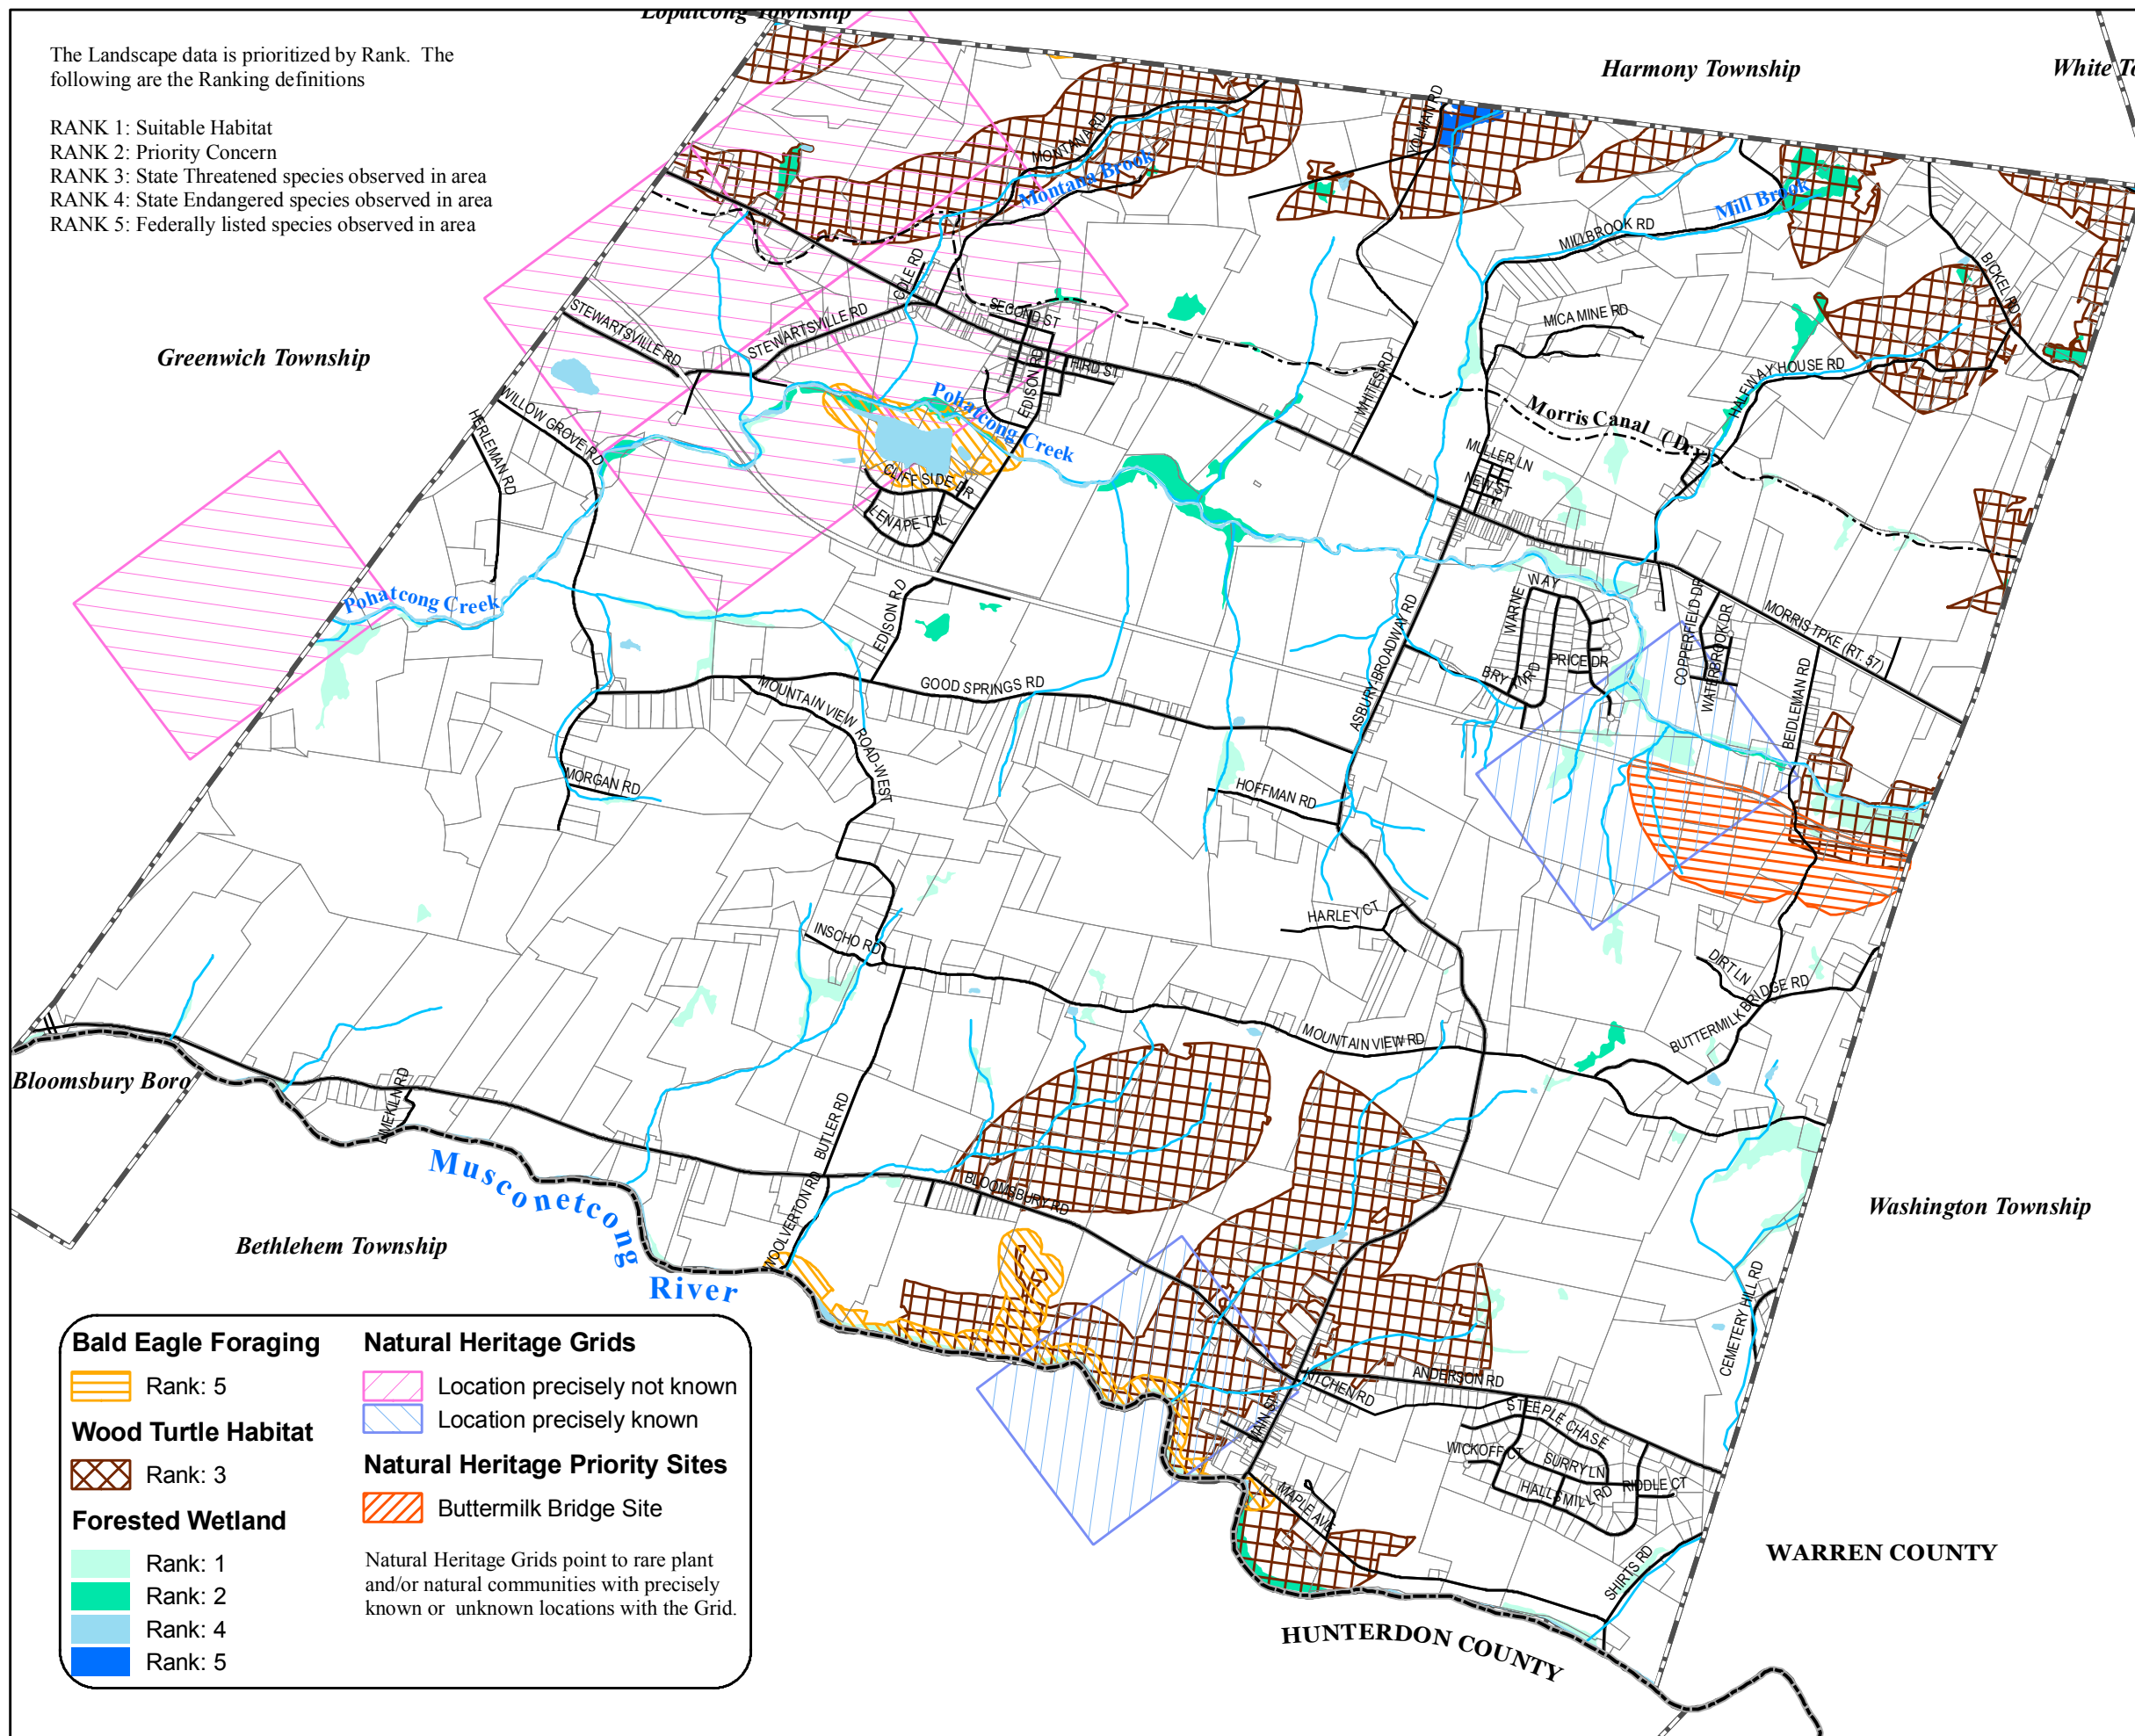 Lopatcong Township
The Landscape data is prioritized by Rank. The
following are the Ranking definitions
RANK 1: Suitable Habitat
RANK 2: Priority Concern
RANK 3: State Threatened species observed in area
RANK 4: State Endangered species observed in area
RANK 5: Federally listed species observed in area
Harmony Township
White To
VOLMAN RD
MONTANA RD
Montana Brook
Mill Brook
MILLBROOK RD
BICKEL RD
COLE RD
SECOND ST
STEWARTSVILLE RD
STEWARTSVILLE RD
MICA MINE RD
Greenwich Township
EDISON RD
THIRD ST
WHITES RD
HALFWAY HOUSE RD
WILLOW GROVE RD
HERLEMAN RD
Pohatcong Creek
Morris Canal (D
MULLER LN
NEW ST
CLIFF SIDE DR
LENAPE TRL
Pohatcong Creek
EDISON RD
WARNE
WAY
COPPERFIELD DR
WATERBROOK DR
MORRIS TPKE (RT. 57)
ASBURY-BROADWAY RD
PRICE DR
BRYAN RD
BEIDLEMAN RD
GOOD SPRINGS RD
MOUNTAIN VIEW ROAD-WEST
MORGAN RD
HOFFMAN RD
HARLEY CT
INSCHO RD
DIRT LN
BUTTERMILK BRIDGE RD
MOUNTAIN VIEW RD
Bloomsbury Boro
LIMEKILN RD
BUTLER RD
Musconetcong
River
WOOLVERTON RD
BLOOMSBURY RD
Washington Township
Bethlehem Township
CEMETERY HILL RD
KITCHEN RD
ANDERSON RD
MAIN ST
STEEPLE CHASE
WICKOFF CT
SURRY LN
HALLS MILL RD
RIDDLE CT
MAPLE AVE
SHIRTS RD
WARREN COUNTY
HUNTERDON COUNTY
Bald Eagle Foraging
Rank: 5
Wood Turtle Habitat
Rank: 3
Forested Wetland
Rank: 1
Rank: 2
Rank: 4
Rank: 5
Natural Heritage Grids
Location precisely not known
Location precisely known
Natural Heritage Priority Sites
Buttermilk Bridge Site
Natural Heritage Grids point to rare plant
and/or natural communities with precisely
known or unknown locations with the Grid.